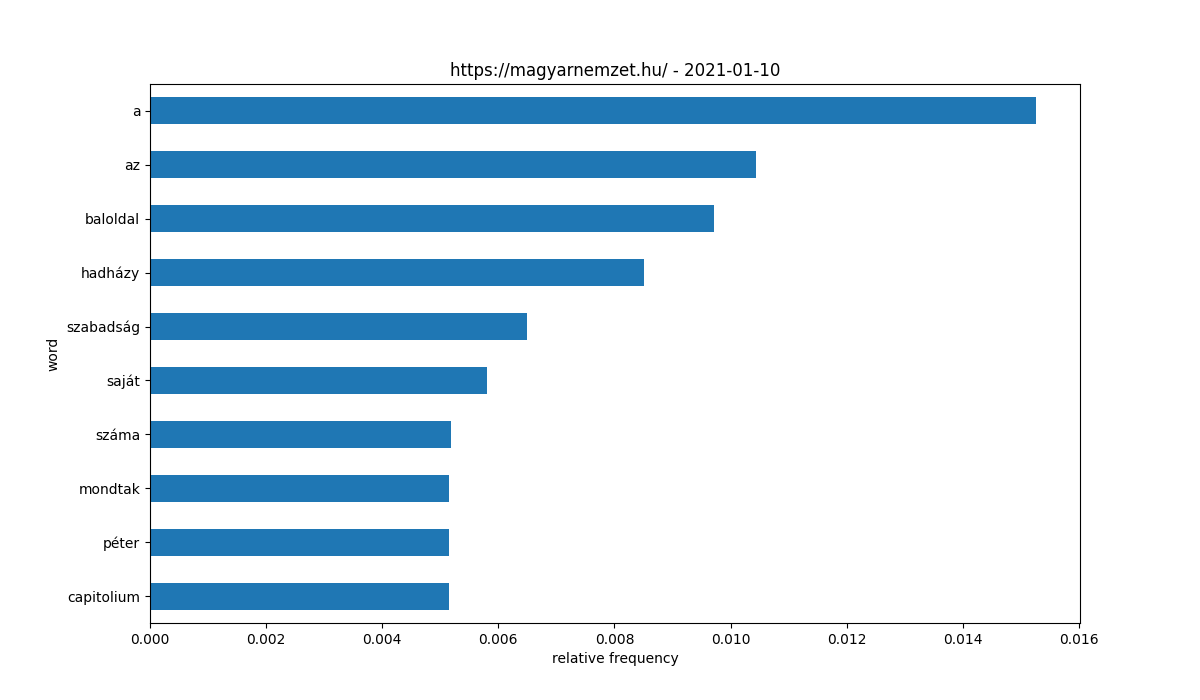 https://magyarnemzet.hu/ - 2021-01-10
a
az
baloldal
hadházy
szabadság
saját
száma
mondtak
péter
capitolium
word
0.000 0.002 0.004 0.006 0.008 0.010 0.012 0.014 0.016
relative frequency